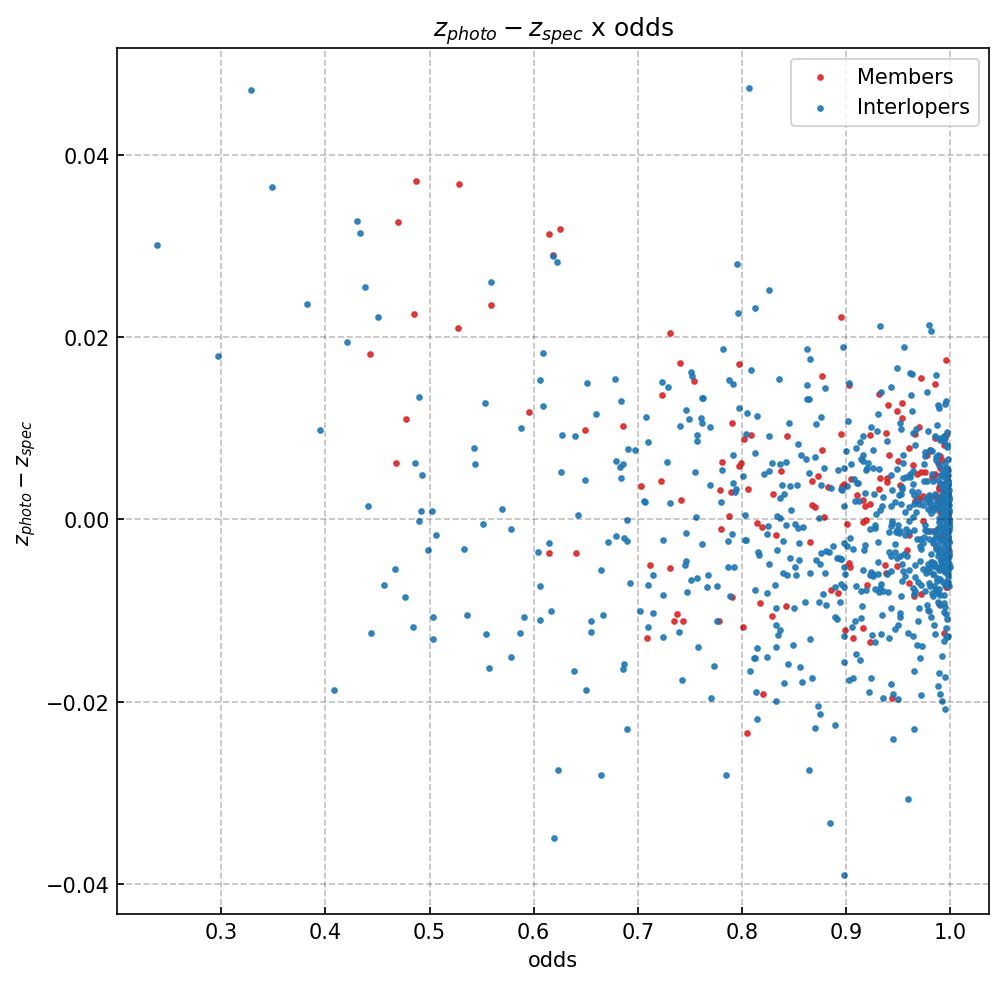 z_photo − z_spec x odds
Members
Interlopers
z_photo − z_spec
0.04
0.02
0.00
−0.02
−0.04
0.3 0.4 0.5 0.6 0.7 0.8 0.9 1.0
odds